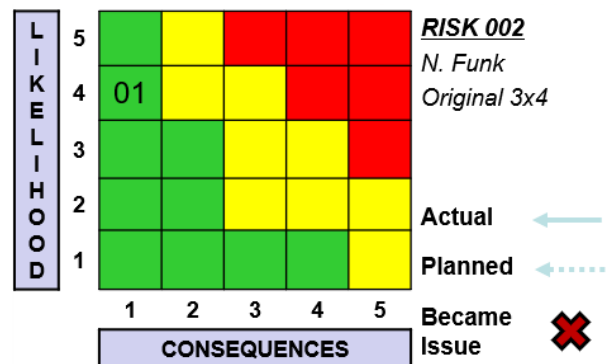 LIKELIHOOD
5
4
3
2
1
01
1 2 3 4 5
CONSEQUENCES
RISK 002
N. Funk
Original 3x4
Actual
Planned
Became
Issue